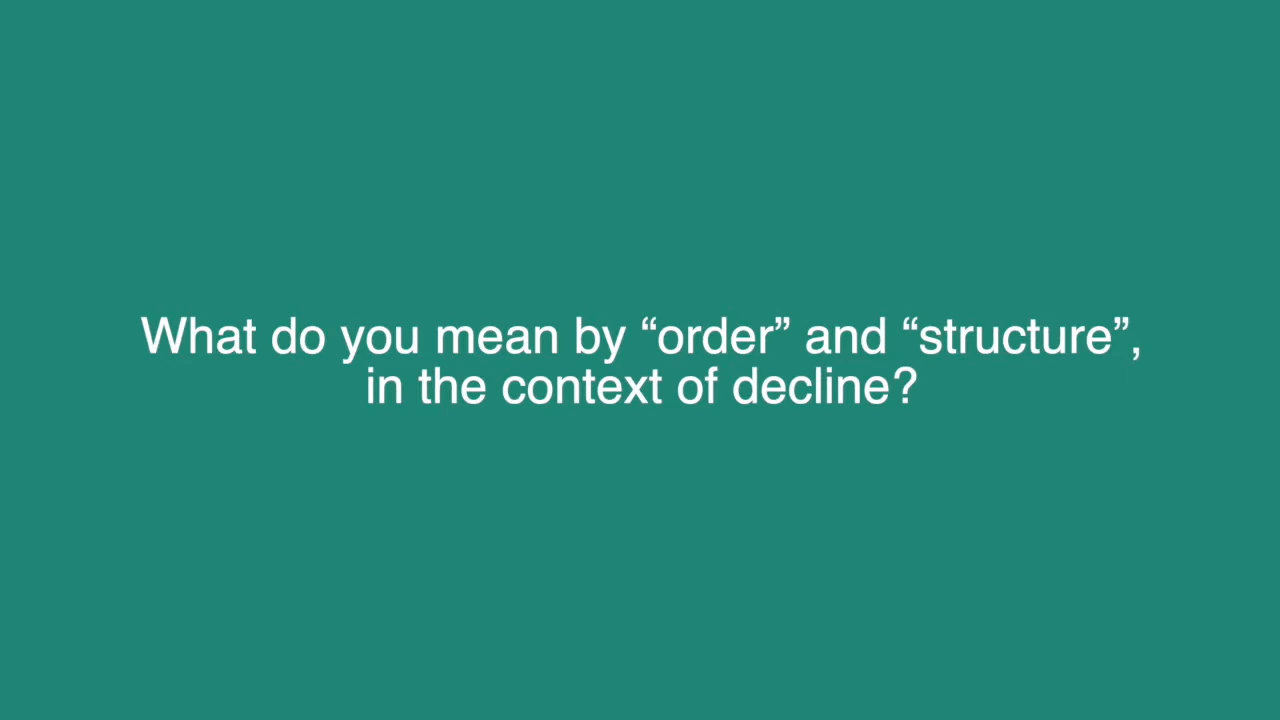 What do you mean by “order” and “structure”,
in the context of decline?